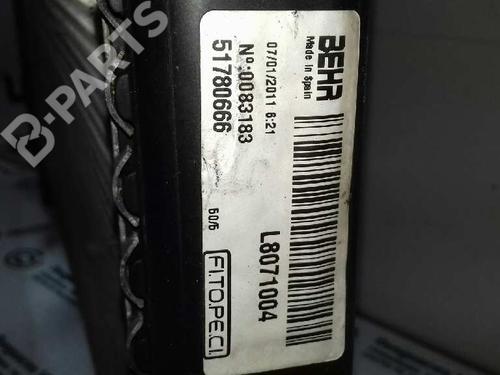 B-PARTS
BEHR
Made in Spain
07/01/2011 6:21
Nº:0083183
51780666
L8071004
60/6
FI.TO.PE.CI.